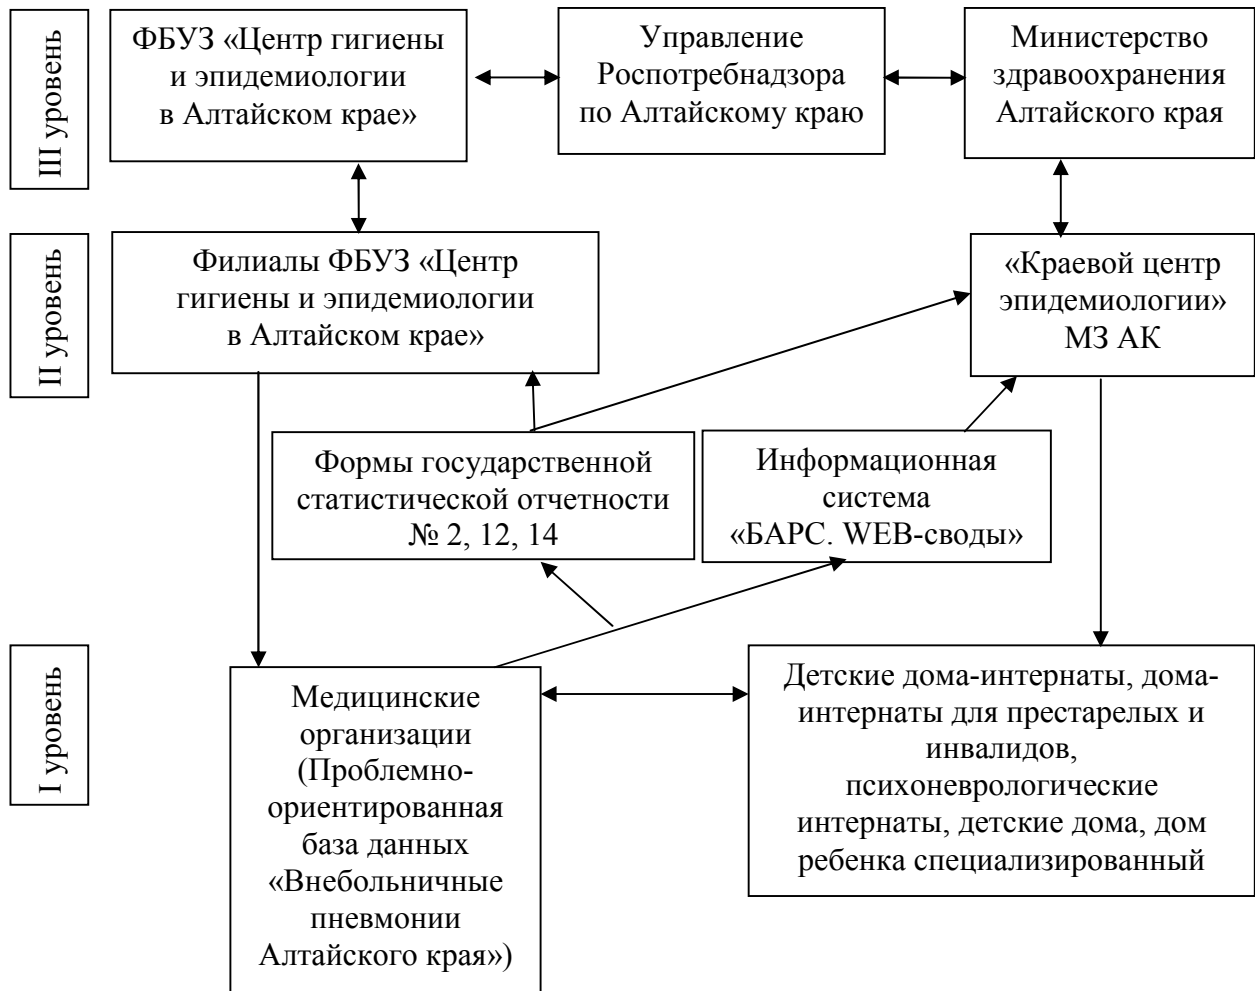 III уровень
ФБУЗ «Центр гигиены
и эпидемиологии
в Алтайском крае»
Управление
Роспотребнадзора
по Алтайскому краю
Министерство
здравоохранения
Алтайского края
II уровень
Филиалы ФБУЗ «Центр
гигиены и эпидемиологии
в Алтайском крае»
«Краевой центр
эпидемиологии»
МЗ АК
Формы государственной
статистической отчетности
№ 2, 12, 14
Информационная
система
«БАРС. WEB-своды»
I уровень
Медицинские
организации
(Проблемно-
ориентированная
база данных
«Внебольничные
пневмонии
Алтайского края»)
Детские дома-интернаты, дома-
интернаты для престарелых и
инвалидов,
психоневрологические
интернаты, детские дома, дом
ребенка специализированный